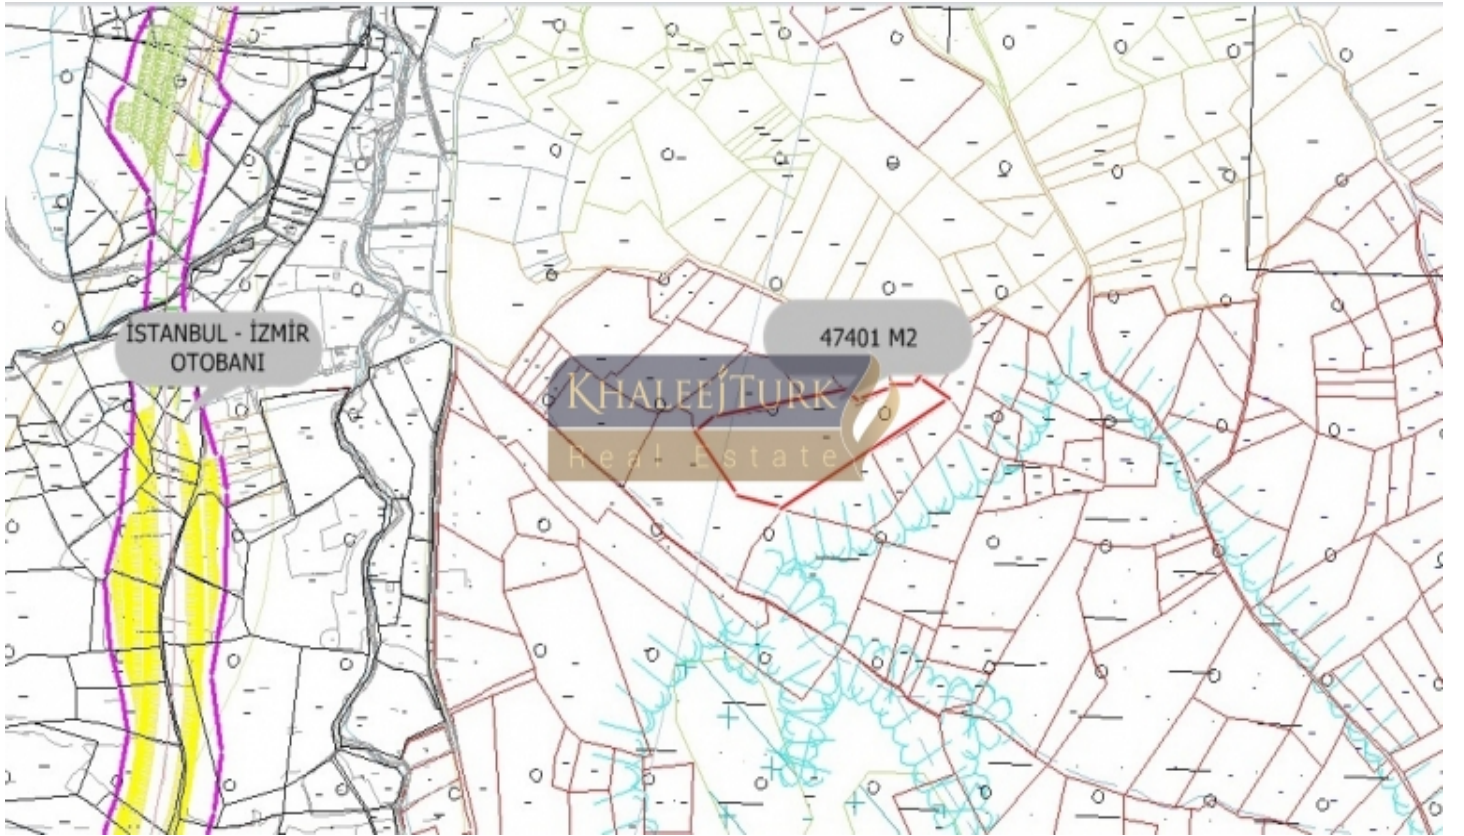 İSTANBUL - İZMİR
OTOBANI
47401 M2
KHALEEJTURK
Real Estate